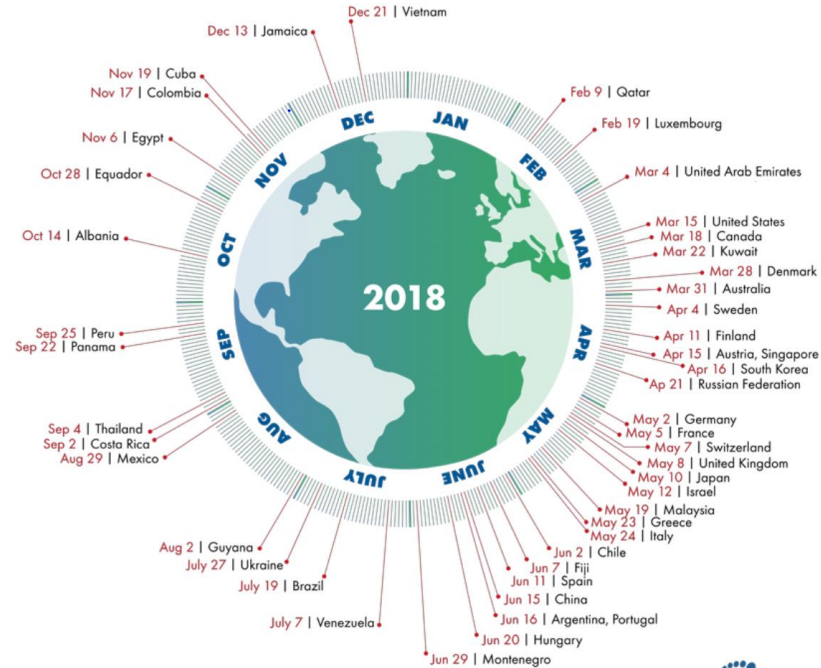 Dec 21 | Vietnam
Dec 13 | Jamaica
Nov 19 | Cuba
Nov 17 | Colombia
Nov 6 | Egypt
Oct 28 | Equador
Oct 14 | Albania
Sep 25 | Peru
Sep 22 | Panama
Sep 4 | Thailand
Sep 2 | Costa Rica
Aug 29 | Mexico
Aug 2 | Guyana
July 27 | Ukraine
July 19 | Brazil
July 7 | Venezuela
Feb 9 | Qatar
Feb 19 | Luxembourg
Mar 4 | United Arab Emirates
Mar 15 | United States
Mar 18 | Canada
Mar 22 | Kuwait
Mar 28 | Denmark
Mar 31 | Australia
Apr 4 | Sweden
Apr 11 | Finland
Apr 15 | Austria, Singapore
Apr 16 | South Korea
Ap 21 | Russian Federation
May 2 | Germany
May 5 | France
May 7 | Switzerland
May 8 | United Kingdom
May 10 | Japan
May 12 | Israel
May 19 | Malaysia
May 23 | Greece
May 24 | Italy
Jun 2 | Chile
Jun 7 | Fiji
Jun 11 | Spain
Jun 15 | China
Jun 16 | Argentina, Portugal
Jun 20 | Hungary
Jun 29 | Montenegro
JAN
FEB
MAR
APR
MAY
JUNE
JULY
AUG
SEP
OCT
NOV
DEC
2018